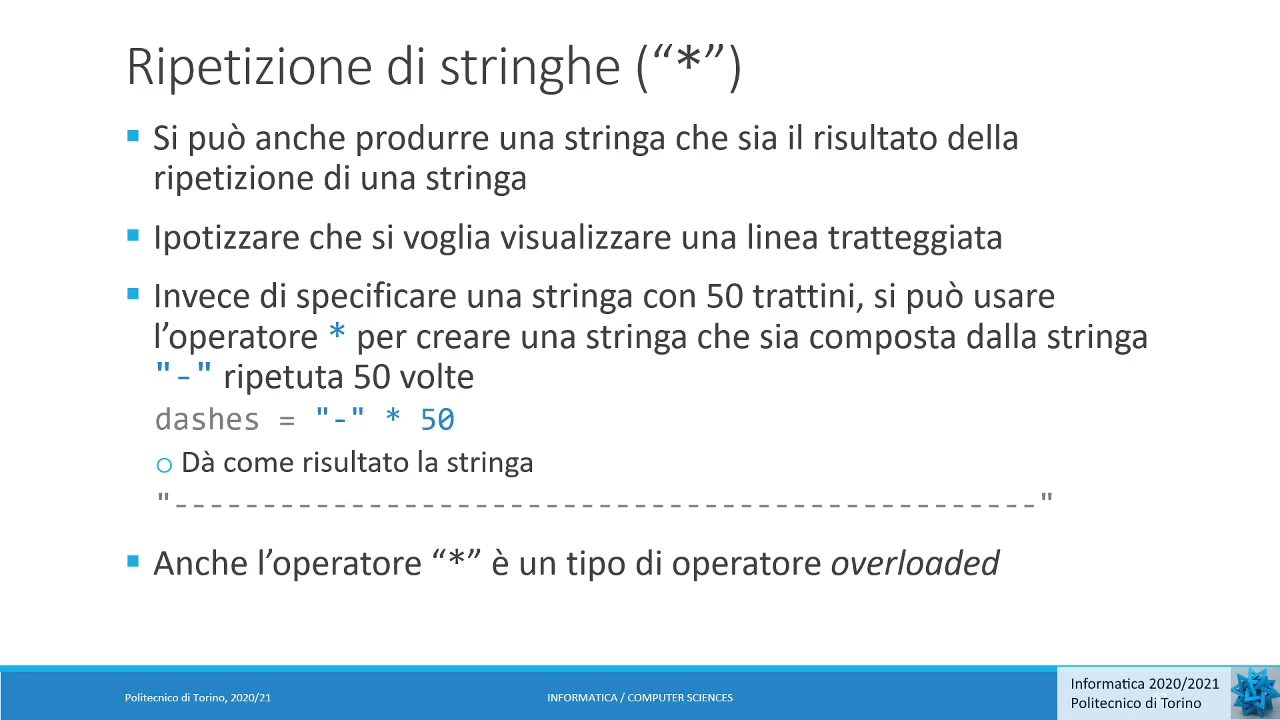 Ripetizione di stringhe (“*”)
Si può anche produrre una stringa che sia il risultato della
ripetizione di una stringa
Ipotizzare che si voglia visualizzare una linea tratteggiata
Invece di specificare una stringa con 50 trattini, si può usare
l’operatore * per creare una stringa che sia composta dalla stringa
"-" ripetuta 50 volte
dashes = "-" * 50
Dà come risultato la stringa
"--------------------------------------------------"
Anche l’operatore “*” è un tipo di operatore overloaded
Politecnico di Torino, 2020/21
INFORMATICA / COMPUTER SCIENCES
Informatica 2020/2021
Politecnico di Torino